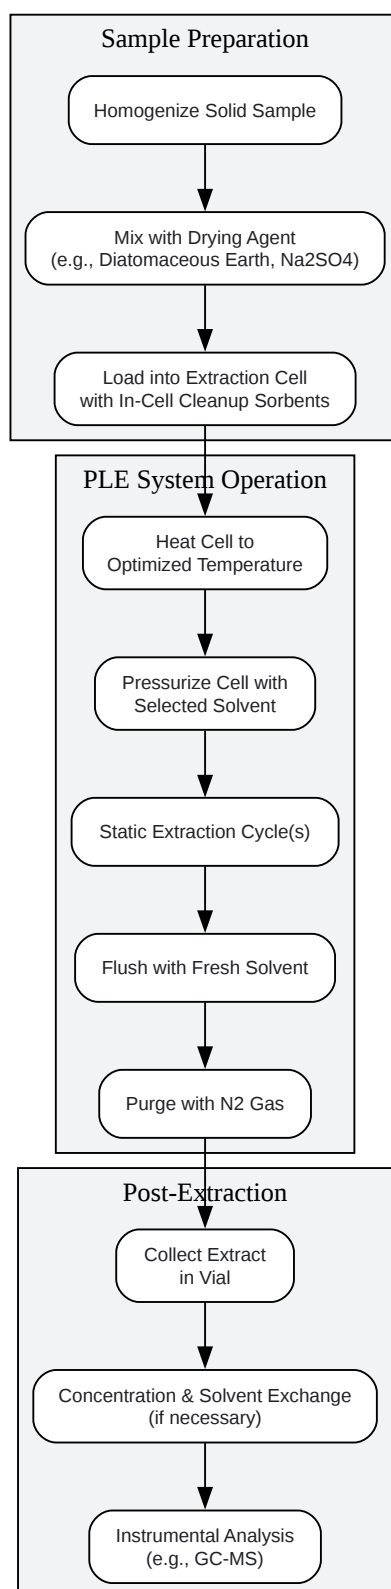 Sample Preparation
Homogenize Solid Sample
Mix with Drying Agent
(e.g., Diatomaceous Earth, Na2SO4)
Load into Extraction Cell
with In-Cell Cleanup Sorbents
PLE System Operation
Heat Cell to
Optimized Temperature
Pressurize Cell with
Selected Solvent
Static Extraction Cycle(s)
Flush with Fresh Solvent
Purge with N2 Gas
Post-Extraction
Collect Extract
in Vial
Concentration & Solvent Exchange
(if necessary)
Instrumental Analysis
(e.g., GC-MS)